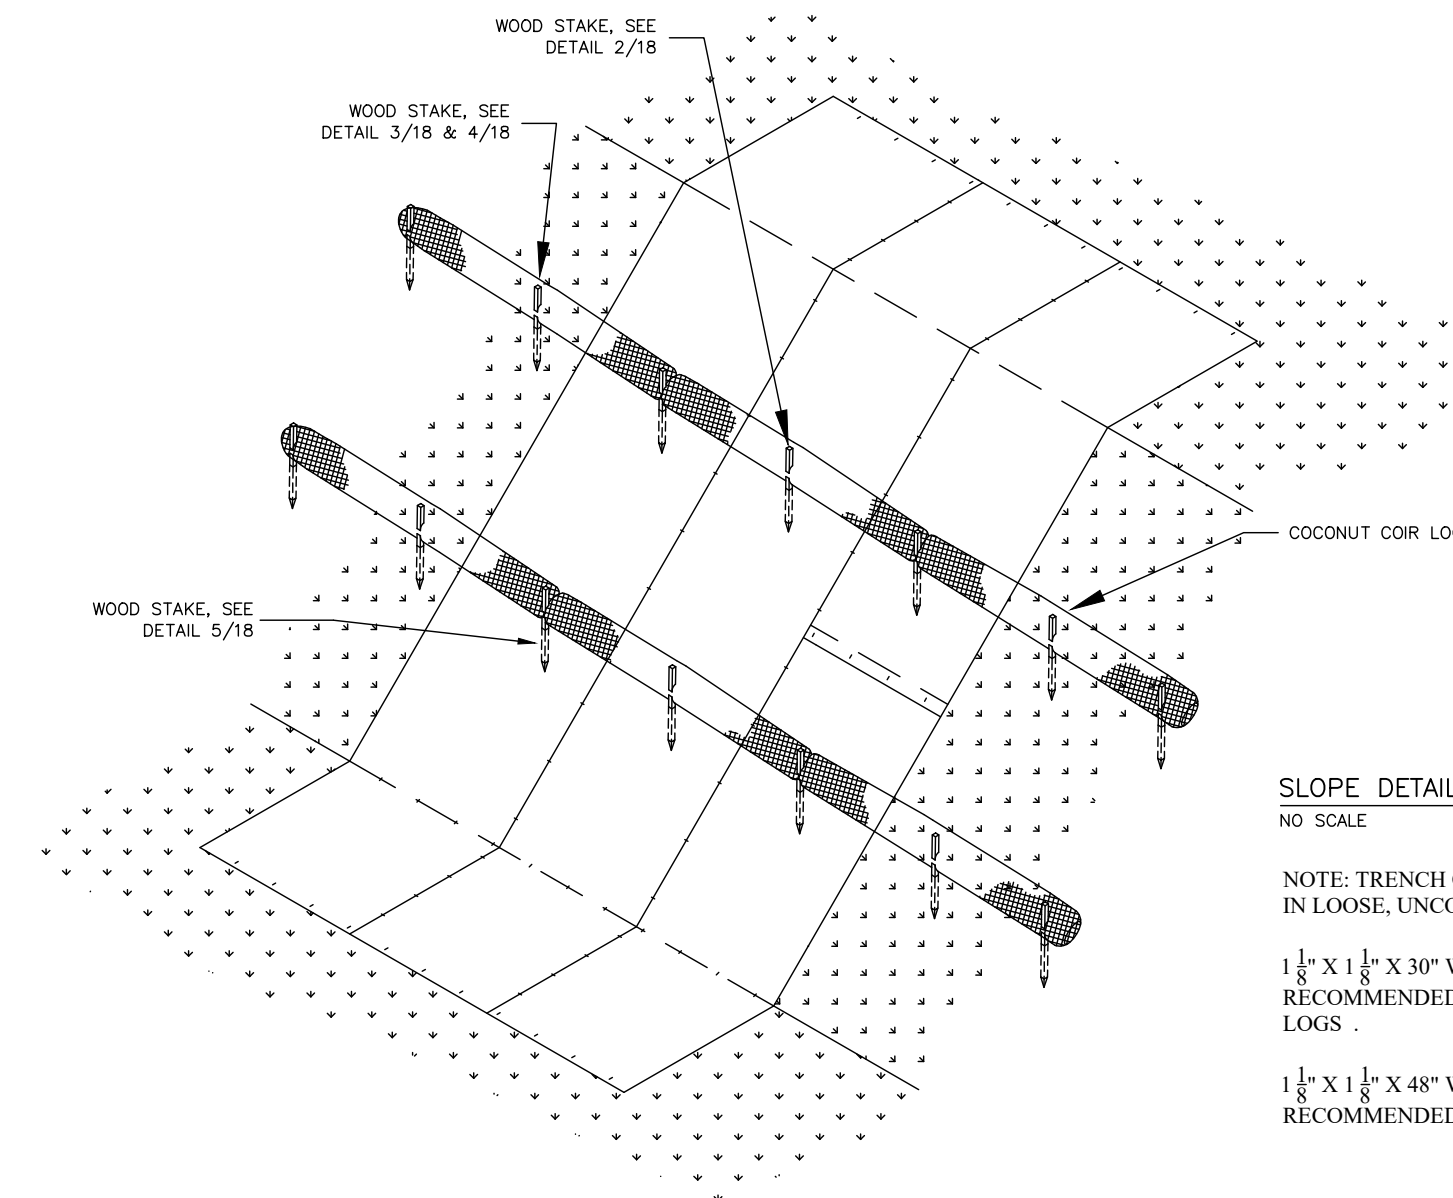 WOOD STAKE, SEE
DETAIL 2/18
WOOD STAKE, SEE
DETAIL 3/18 & 4/18
COCONUT COIR
WOOD STAKE, SEE
DETAIL 5/18
SLOPE DETAIL
NO SCALE
NOTE: TRENCH
IN LOOSE,
1 1/8" X 1 1/8" X 30"
RECOMMENDED
LOGS .
1 1/8" X 1 1/8" X 48"
RECOMMENDED